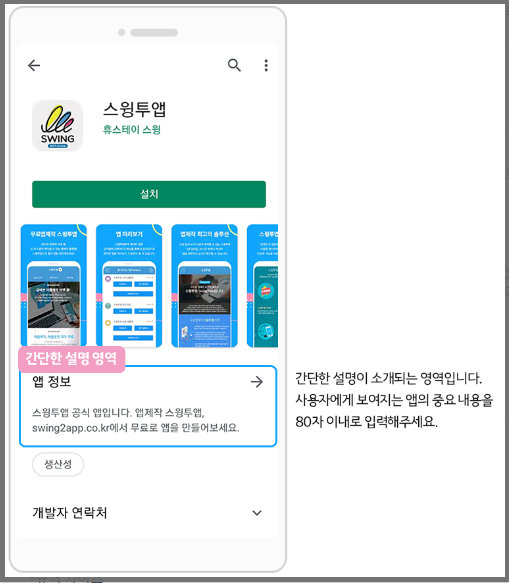 스윙투앱
휴스테이 스윙
SWING
설치
무료앱제작 스윙투앱
앱 미리보기
앱제작 최고의 솔루션
스윙투앱
간단한 설명 영역
앱 정보
스윙투앱 공식 앱입니다. 앱제작 스윙투앱,
swing2app.co.kr에서 무료로 앱을 만들어보세요.
생산성
개발자 연락처
간단한 설명이 소개되는 영역입니다.
사용자에게 보여지는 앱의 중요 내용을
80자 이내로 입력해주세요.